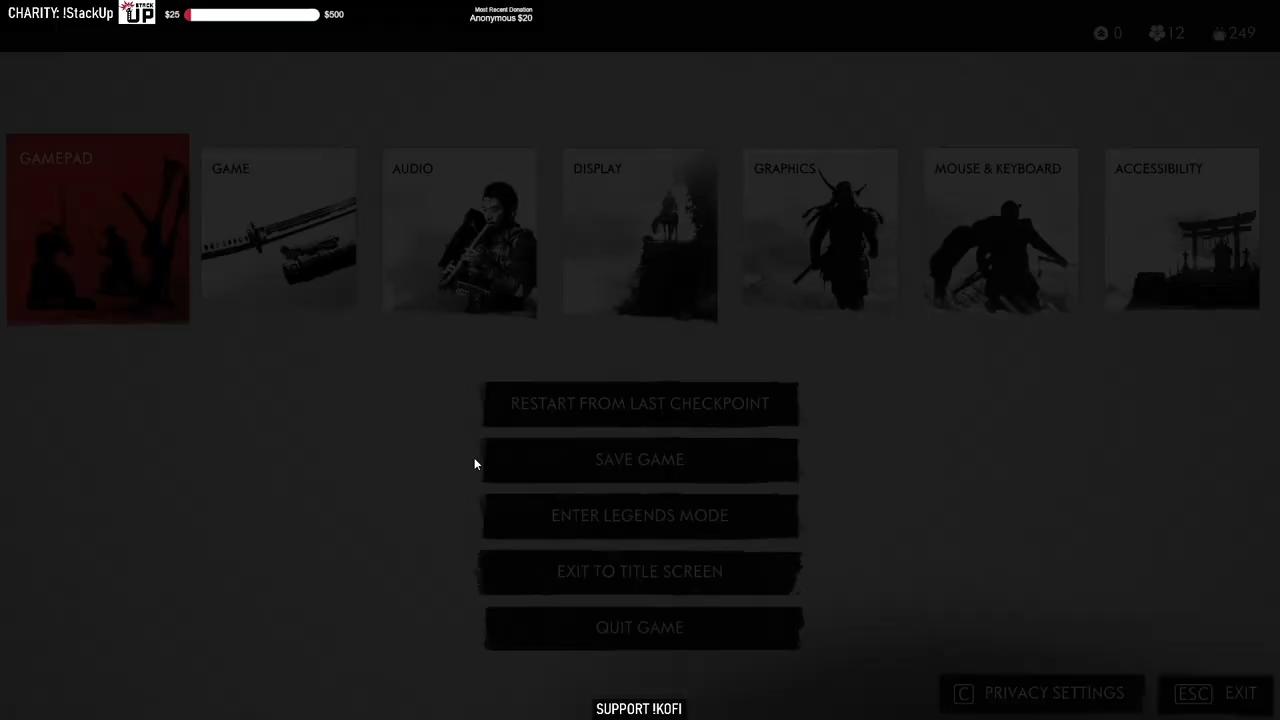 CHARITY: !StackUp
STACK
UP
$25
$500
Most Recent Donation
Anonymous $20
0
12
249
GAMEPAD
GAME
AUDIO
DISPLAY
GRAPHICS
MOUSE & KEYBOARD
ACCESSIBILITY
RESTART FROM LAST CHECKPOINT
SAVE GAME
ENTER LEGENDS MODE
EXIT TO TITLE SCREEN
QUIT GAME
C PRIVACY SETTINGS
ESC EXIT
SUPPORT !KOFI